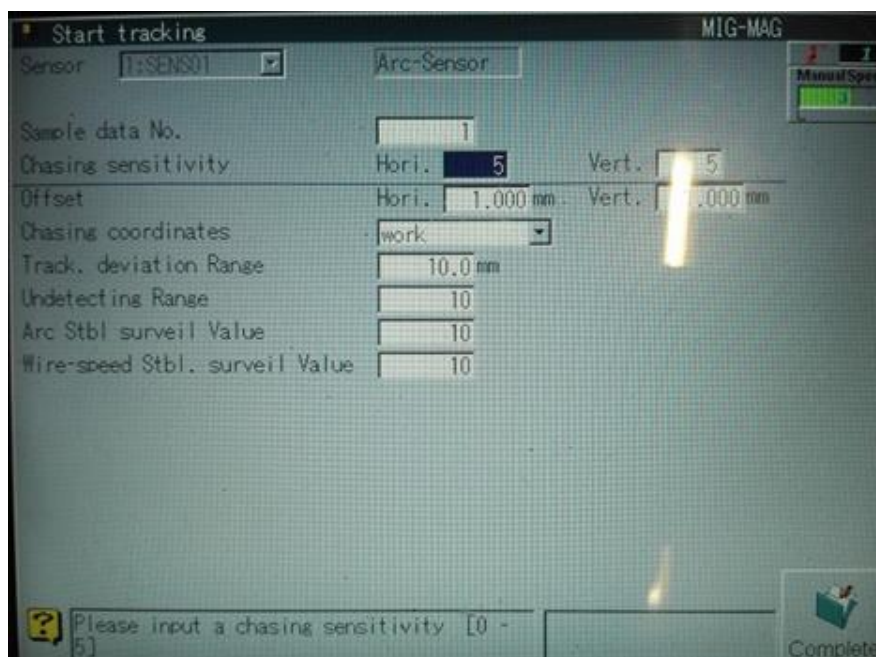 Start tracking MIG-MAG
Sensor 1:SENS01 Arc-Sensor
Manual Spee
Sample data No. 1
Chasing sensitivity Hori. 5 Vert. 5
Offset Hori. 1.000 mm Vert. .000 mm
Chasing coordinates work
Track. deviation Range 10.0 mm
Undetecting Range 10
Arc Stbl surveil Value 10
Wire-speed Stbl. surveil Value 10
Please input a chasing sensitivity [0 -
5]
Complete